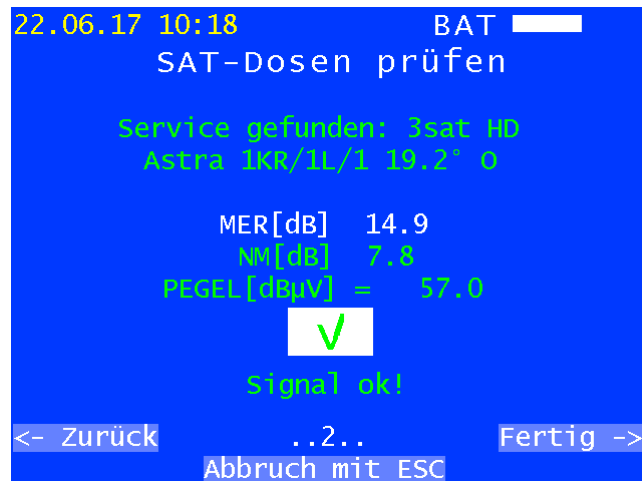 22.06.17 10:18 BAT
SAT-Dosen prüfen
Service gefunden: 3sat HD
Astra 1KR/1L/1 19.2° O
MER[dB] 14.9
NM[dB] 7.8
PEGEL[dBµV] = 57.0
√
Signal ok!
<- Zurück ..2.. Fertig ->
Abbruch mit ESC